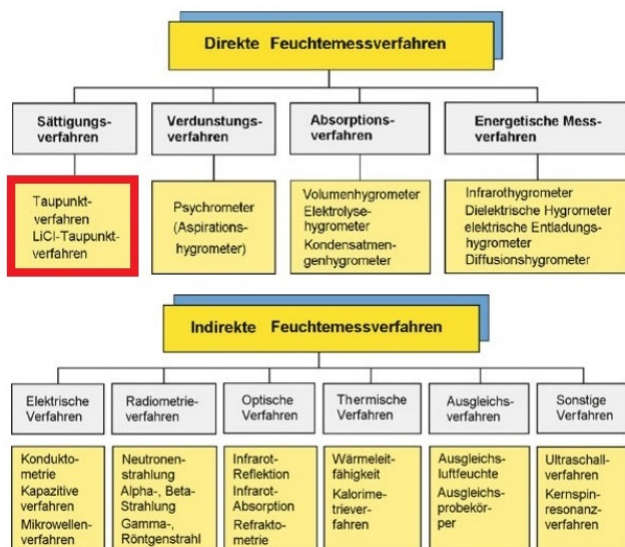 Direkte Feuchtemessverfahren
Sättigungs-
verfahren
Verdunstungs-
verfahren
Absorptions-
verfahren
Energetische Mess-
verfahren
Taupunkt-
verfahren
LiCl-Taupunkt-
verfahren
Psychrometer
(Aspirations-
hygrometer)
Volumenhygrometer
Elektrolyse-
hygrometer
Kondensatmen-
genhygrometer
Infrarothygrometer
Dielektrische Hygrometer
elektrische Entladungs-
hygrometer
Diffusionshygrometer
Indirekte Feuchtemessverfahren
Elektrische
Verfahren
Radiometrie-
verfahren
Optische
Verfahren
Thermische
Verfahren
Ausgleichs-
verfahren
Sonstige
Verfahren
Kondukto-
metrie
Kapazitive
verfahren
Mikrowellen-
verfahren
Neutronen-
strahlung
Alpha-, Beta-
Strahlung
Gamma-,
Röntgenstrahl
Infrarot-
Reflektion
Infrarot-
Absorption
Refrakto-
metrie
Wärmeleit-
fähigkeit
Kalorime-
triever-
fahren
Ausgleichs-
luftfeuchte
Ausgleichs-
probekör-
per
Ultraschall-
verfahren
Kernspin-
resonanz-
verfahren